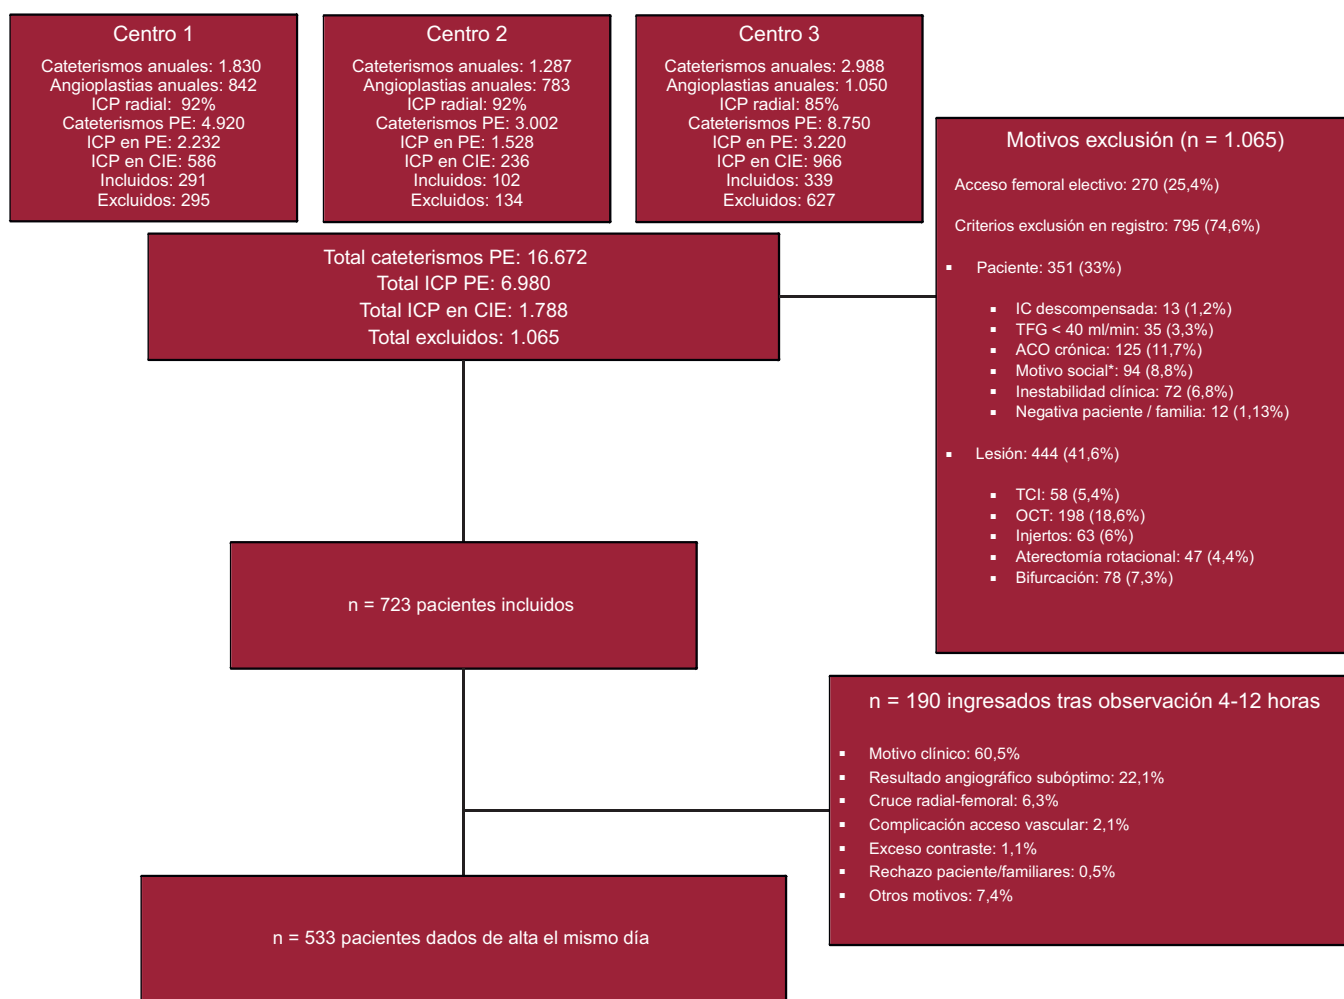 Centro 1
Cateterismos anuales: 1.830
Angioplastias anuales: 842
ICP radial: 92%
Cateterismos PE: 4.920
ICP en PE: 2.232
ICP en CIE: 586
Incluidos: 291
Excluidos: 295
Centro 2
Cateterismos anuales: 1.287
Angioplastias anuales: 783
ICP radial: 92%
Cateterismos PE: 3.002
ICP en PE: 1.528
ICP en CIE: 236
Incluidos: 102
Excluidos: 134
Centro 3
Cateterismos anuales: 2.988
Angioplastias anuales: 1.050
ICP radial: 85%
Cateterismos PE: 8.750
ICP en PE: 3.220
ICP en CIE: 966
Incluidos: 339
Excluidos: 627
Total cateterismos PE: 16.672
Total ICP PE: 6.980
Total ICP en CIE: 1.788
Total excluidos: 1.065
Motivos exclusión (n = 1.065)
Acceso femoral electivo: 270 (25,4%)
Criterios exclusión en registro: 795 (74,6%)
▪ Paciente: 351 (33%)
▪ IC descompensada: 13 (1,2%)
▪ TFG < 40 ml/min: 35 (3,3%)
▪ ACO crónica: 125 (11,7%)
▪ Motivo social*: 94 (8,8%)
▪ Inestabilidad clínica: 72 (6,8%)
▪ Negativa paciente / familia: 12 (1,13%)
▪ Lesión: 444 (41,6%)
▪ TCI: 58 (5,4%)
▪ OCT: 198 (18,6%)
▪ Injertos: 63 (6%)
▪ Aterectomía rotacional: 47 (4,4%)
▪ Bifurcación: 78 (7,3%)
n = 723 pacientes incluidos
n = 190 ingresados tras observación 4-12 horas
▪ Motivo clínico: 60,5%
▪ Resultado angiográfico subóptimo: 22,1%
▪ Cruce radial-femoral: 6,3%
▪ Complicación acceso vascular: 2,1%
▪ Exceso contraste: 1,1%
▪ Rechazo paciente/familiares: 0,5%
▪ Otros motivos: 7,4%
n = 533 pacientes dados de alta el mismo día